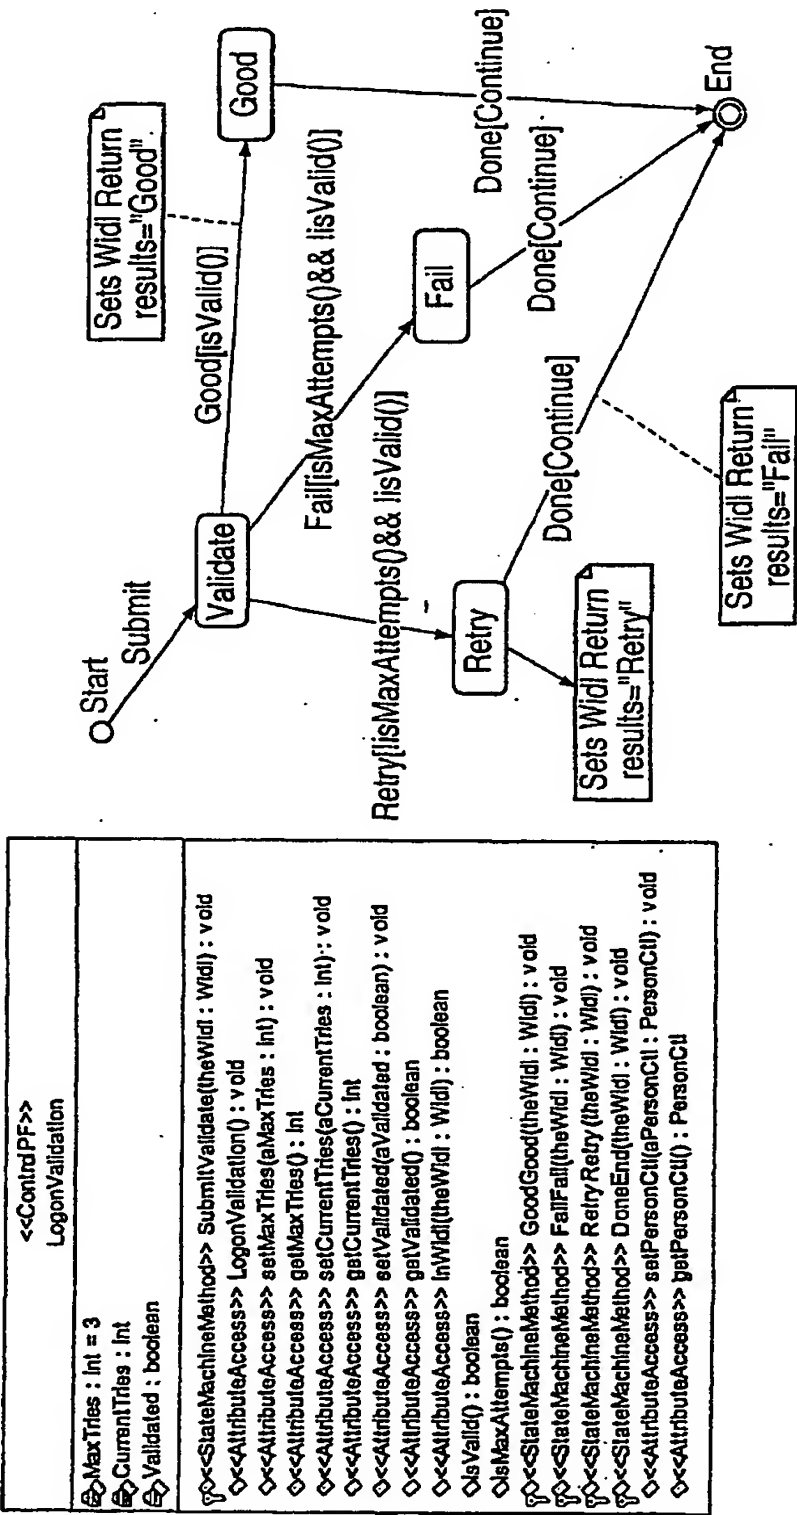 <<ControlPF>>
LogonValidation
MaxTries : Int = 3
CurrentTries : Int
Validated : boolean
<<StateMachineMethod>> SubmitValidate(theWidl : Widl) : void
<<AttributeAccess>> LogonValidation() : void
<<AttributeAccess>> setMaxTries(aMaxTries : Int) : void
<<AttributeAccess>> getMaxTries() : Int
<<AttributeAccess>> setCurrentTries(aCurrentTries : Int) : void
<<AttributeAccess>> getCurrentTries() : Int
<<AttributeAccess>> setValidated(aValidated : boolean) : void
<<AttributeAccess>> getValidated() : boolean
<<AttributeAccess>> InWidl(theWidl : Widl) : boolean
IsValid() : boolean
IsMaxAttempts() : boolean
<<StateMachineMethod>> GoodGood(theWidl : Widl) : void
<<StateMachineMethod>> FailFail(theWidl : Widl) : void
<<StateMachineMethod>> RetryRetry(theWidl : Widl) : void
<<StateMachineMethod>> DoneEnd(theWidl : Widl) : void
<<AttributeAccess>> setPersonCtl(aPersonCtl : PersonCtl) : void
<<AttributeAccess>> getPersonCtl() : PersonCtl
Start
Submit
Validate
Good[isValid()]
Sets Widl Return
results="Good"
Good
Fail[isMaxAttempts()&& !isValid()]
Fail
Retry[!isMaxAttempts()&& !isValid()]
Retry
Sets Widl Return
results="Retry"
Done[Continue]
Done[Continue]
Done[Continue]
Sets Widl Return
results="Fail"
End